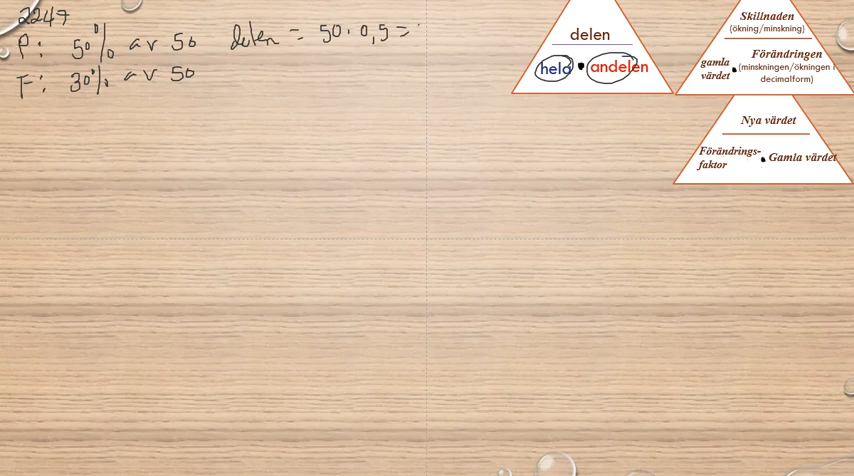 2247
P: 50% av 50 delen = 50·0,5 =
F: 30% av 50
delen
hela • andelen
Skillnaden
(ökning/minskning)
gamla värdet • Förändringen
(minskningen/ökningen i
decimalform)
Nya värdet
Förändrings-
faktor • Gamla värdet